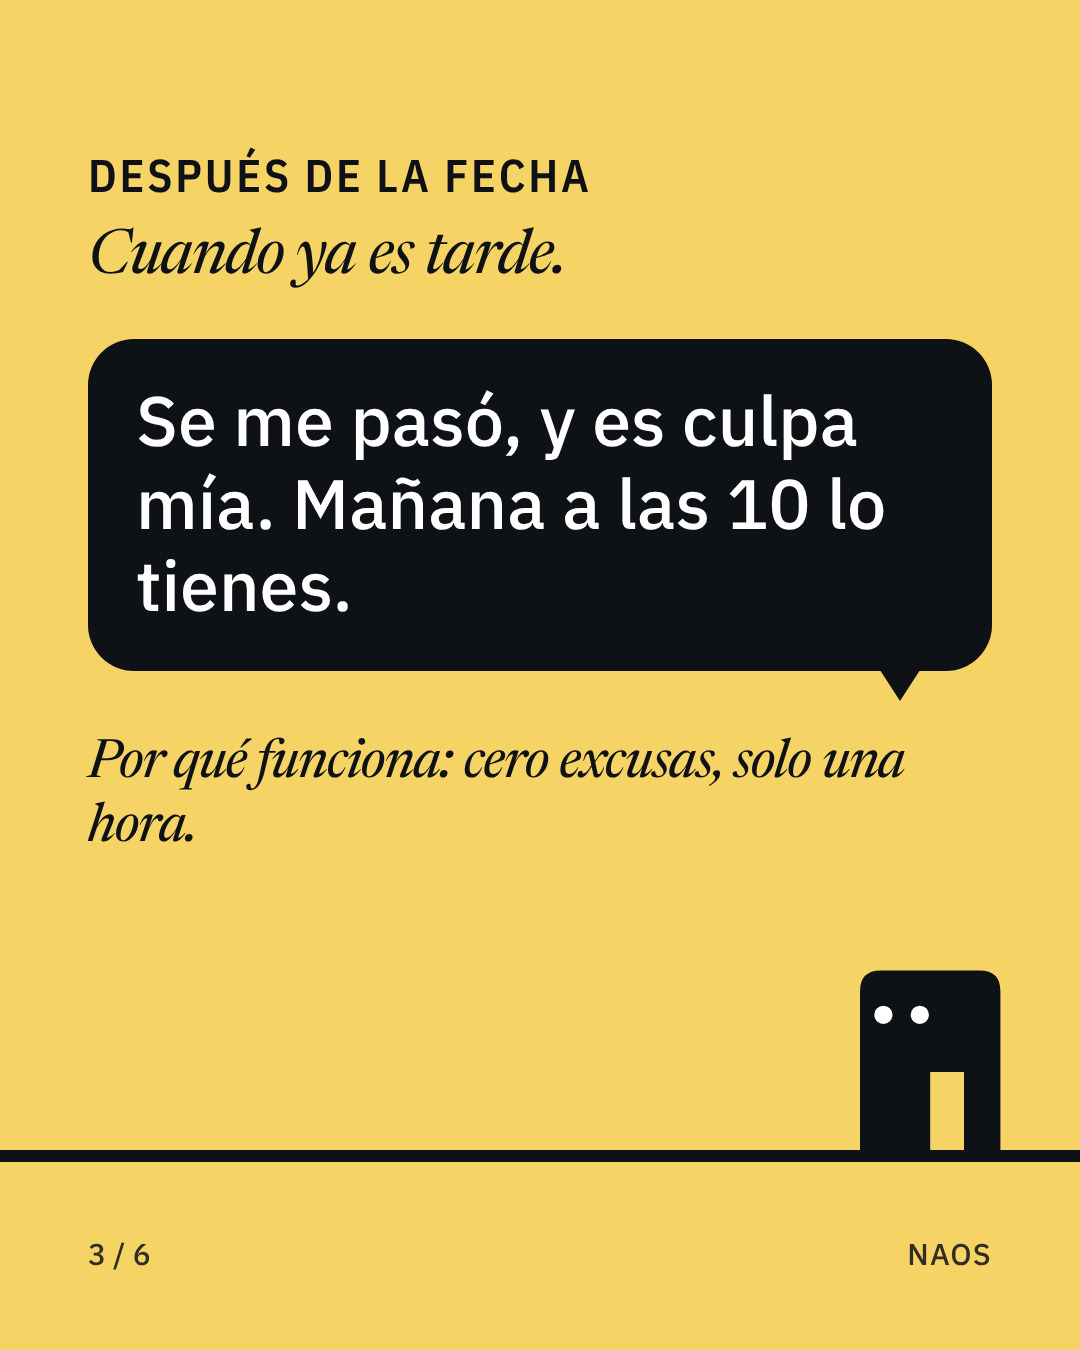 DESPUÉS DE LA FECHA
Cuando ya es tarde.
Se me pasó, y es culpa
mía. Mañana a las 10 lo
tienes.
Por qué funciona: cero excusas, solo una
hora.
3 / 6
NAOS